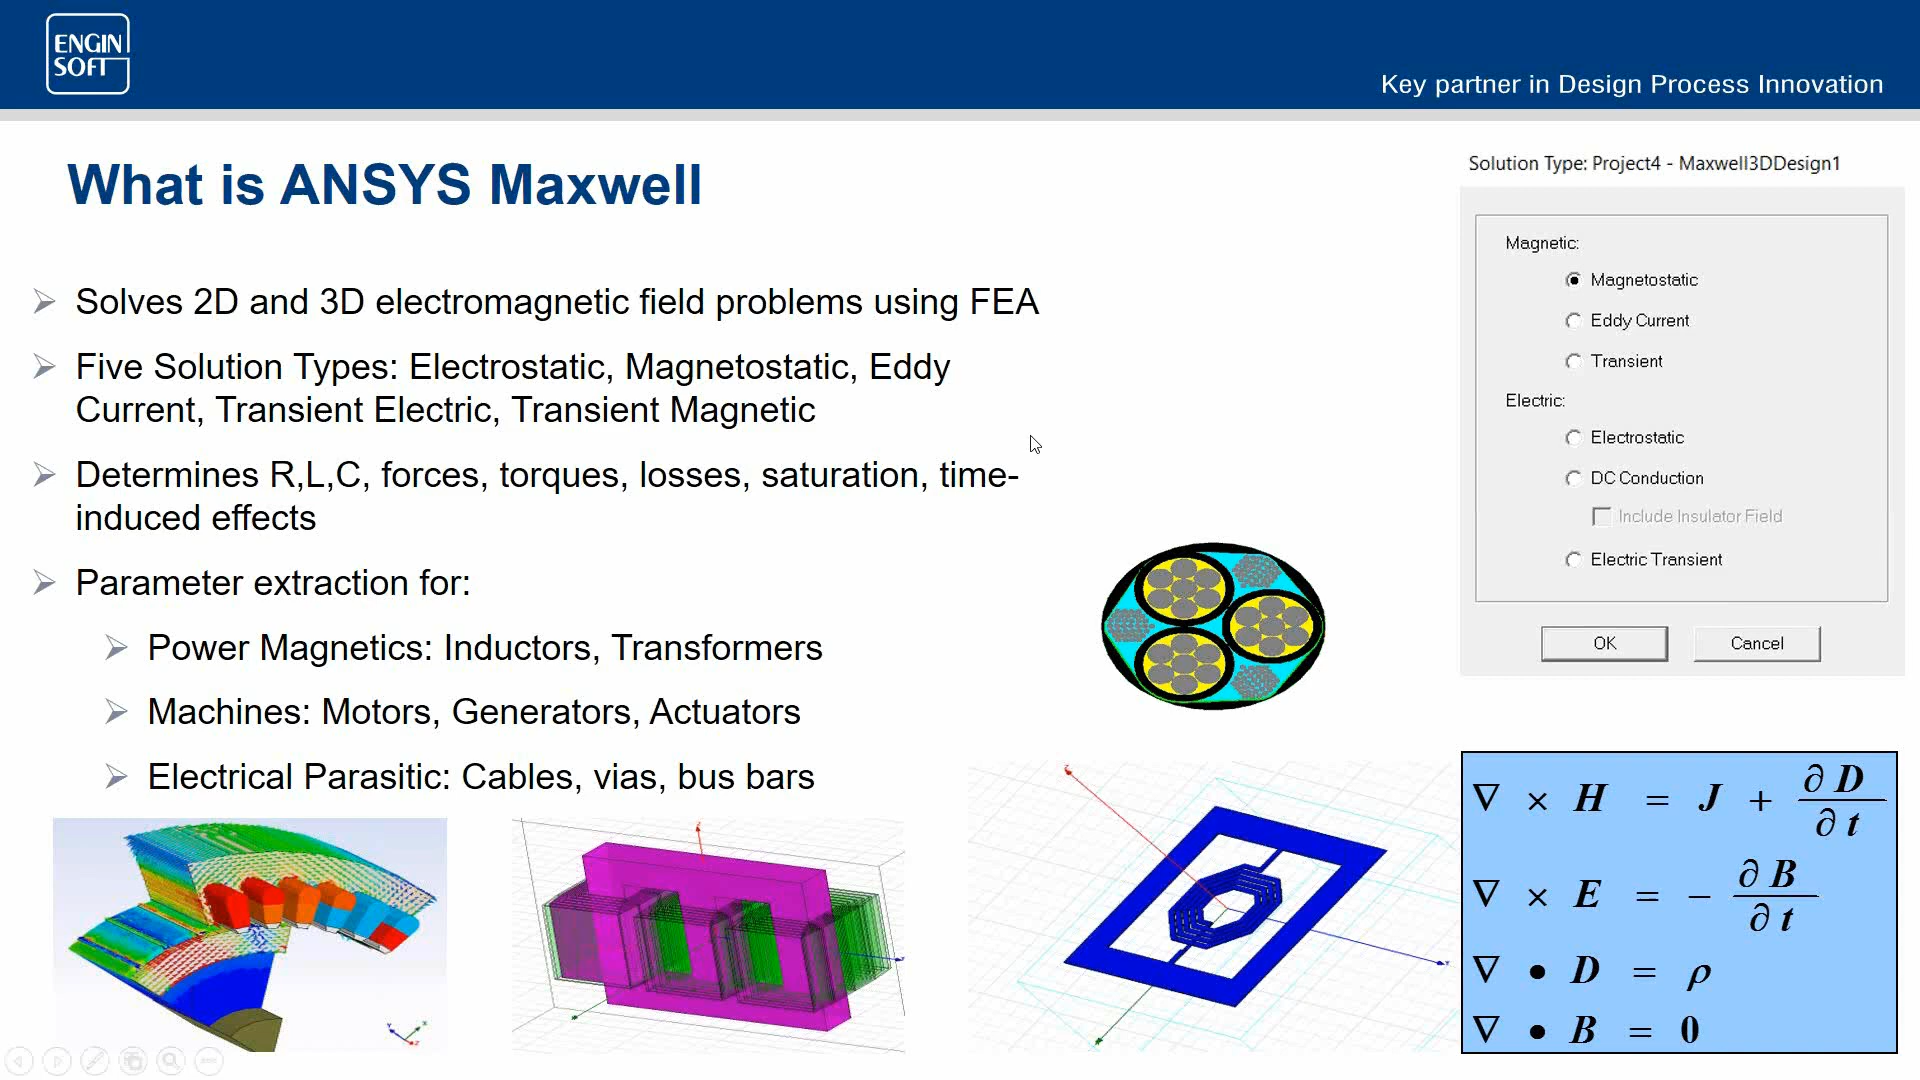 ENGIN
SOFT
Key partner in Design Process Innovation
What is ANSYS Maxwell
Solves 2D and 3D electromagnetic field problems using FEA
Five Solution Types: Electrostatic, Magnetostatic, Eddy
Current, Transient Electric, Transient Magnetic
Determines R,L,C, forces, torques, losses, saturation, time-
induced effects
Parameter extraction for:
Power Magnetics: Inductors, Transformers
Machines: Motors, Generators, Actuators
Electrical Parasitic: Cables, vias, bus bars
Solution Type: Project4 - Maxwell3DDesign1
Magnetic:
Magnetostatic
Eddy Current
Transient
Electric:
Electrostatic
DC Conduction
Include Insulator Field
Electric Transient
OK Cancel
∇ × H = J + ∂ D / ∂ t
∇ × E = − ∂ B / ∂ t
∇ • D = ρ
∇ • B = 0